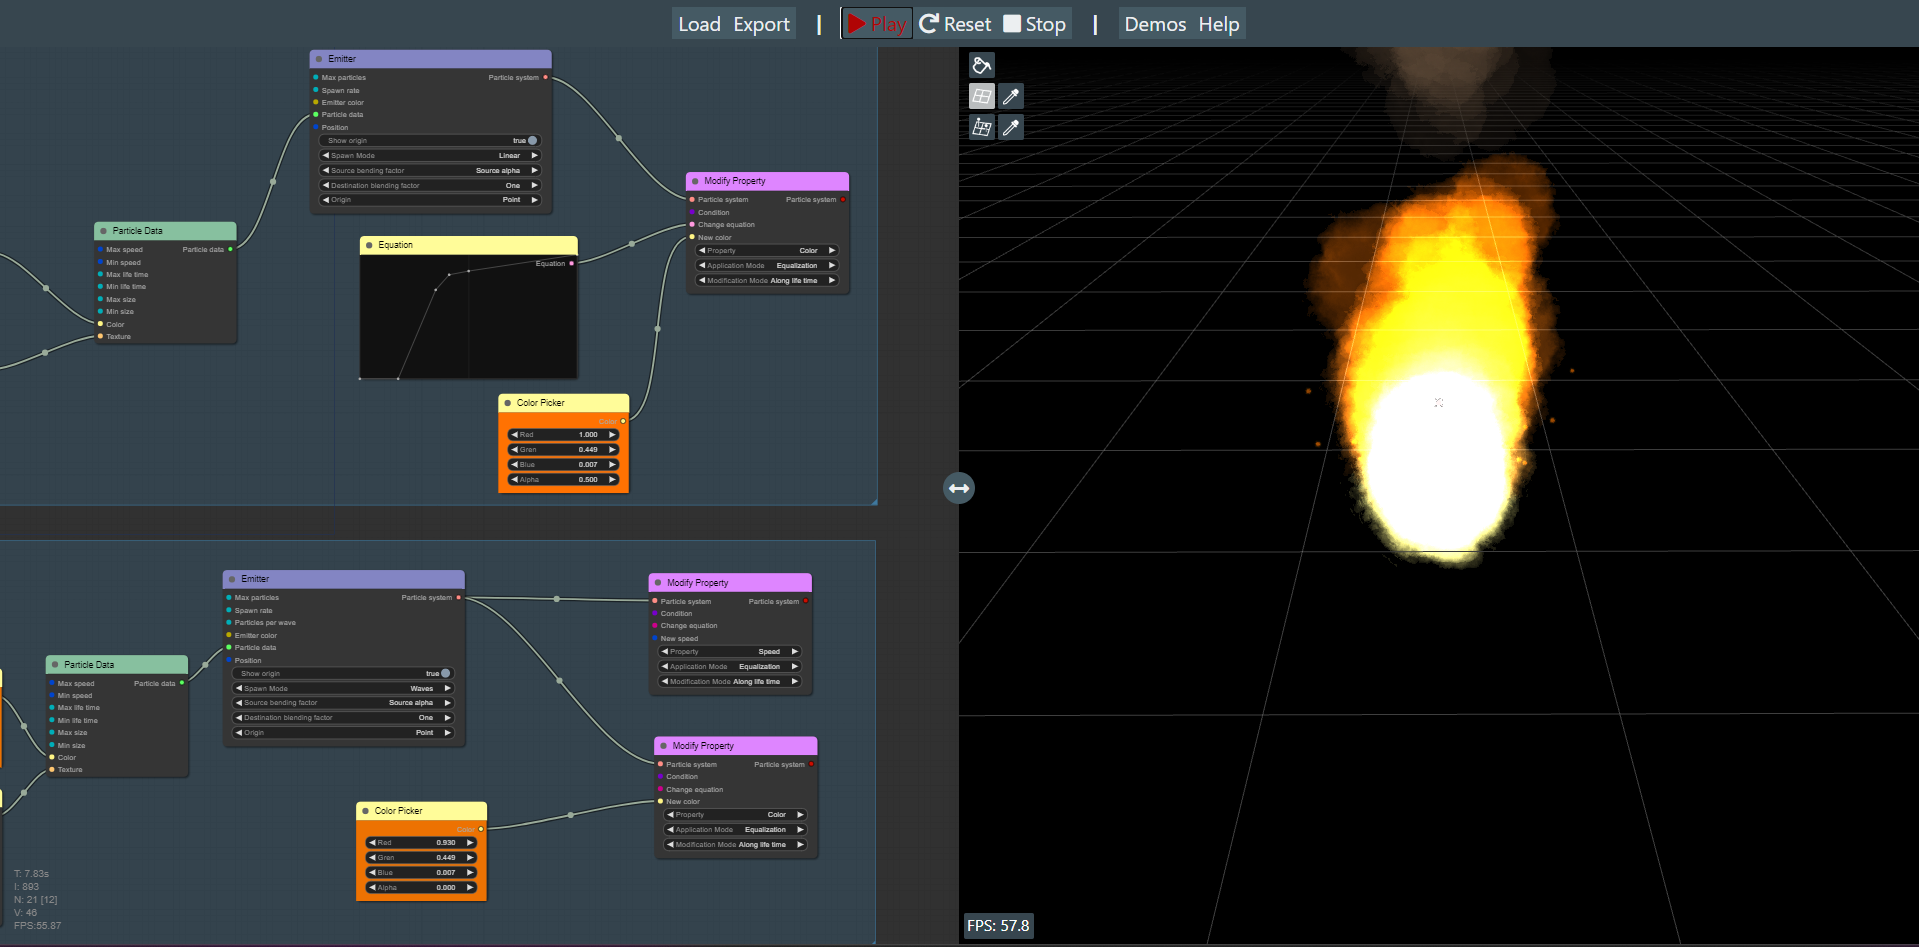 Load Export | Play Reset Stop | Demos Help
Emitter
Max particles Particle system
Spawn rate
Emitter color
Particle data
Position
Show origin true
Spawn Mode Linear
Source bending factor Source alpha
Destination blending factor One
Origin Point
Modify Property
Particle system Particle system
Condition
Change equation
New color
Property Color
Application Mode Equalization
Modification Mode Along life time
Particle Data
Max speed Particle data
Min speed
Max life time
Min life time
Max size
Min size
Color
Texture
Equation
Equation
Color Picker
Color
Red 1.000
Gren 0.449
Blue 0.007
Alpha 0.500
Emitter
Max particles Particle system
Spawn rate
Particles per wave
Emitter color
Particle data
Position
Show origin true
Spawn Mode Waves
Source bending factor Source alpha
Destination blending factor One
Origin Point
Modify Property
Particle system Particle system
Condition
Change equation
New speed
Property Speed
Application Mode Equalization
Modification Mode Along life time
Particle Data
Max speed Particle data
Min speed
Max life time
Min life time
Max size
Min size
Color
Texture
Modify Property
Particle system Particle system
Condition
Change equation
New color
Property Color
Application Mode Equalization
Modification Mode Along life time
Color Picker
Color
Red 0.930
Gren 0.449
Blue 0.007
Alpha 0.000
T: 7.83s
I: 893
N: 21 [12]
V: 46
FPS:55.87
FPS: 57.8